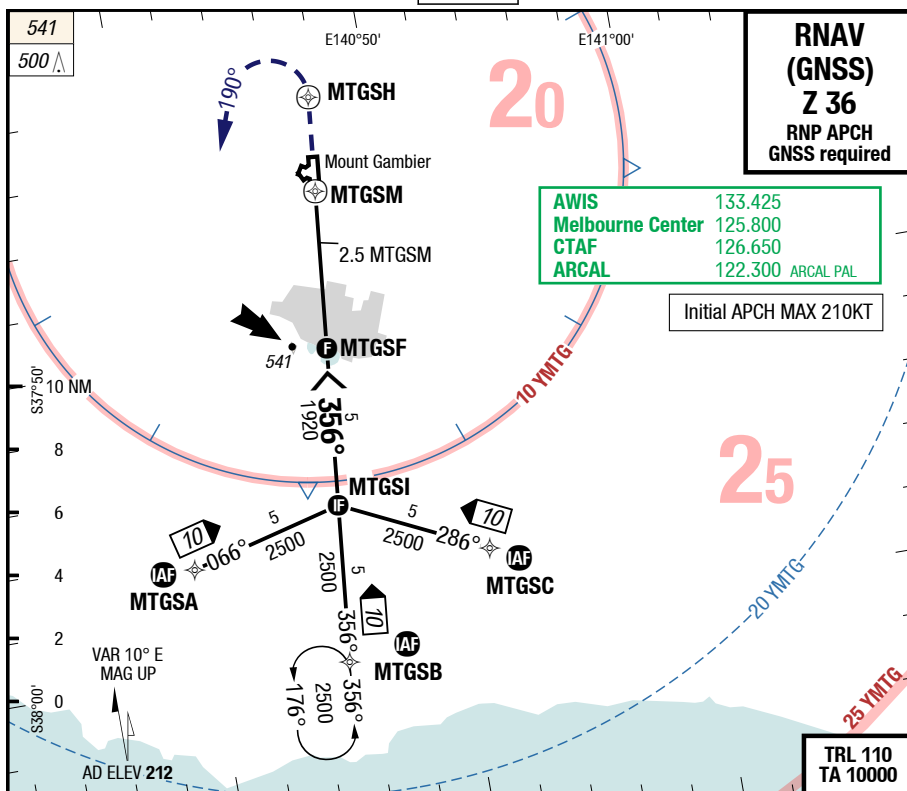 541
500
E140°50'
E141°00'
RNAV
(GNSS)
Z 36
RNP APCH
GNSS required
20
190°
MTGSH
Mount Gambier
MTGSM
AWIS 133.425
Melbourne Center 125.800
CTAF 126.650
ARCAL 122.300 ARCAL PAL
2.5 MTGSM
Initial APCH MAX 210KT
541
F MTGSF
S37°50'
10 NM
10 YMTG
356°
5
1920
8
25
MTGSI
IF
6
10
5
066°
2500
5
2500
286°
10
4
IAF
MTGSA
IAF
MTGSC
2500
5
10
356°
20 YMTG
2
IAF
MTGSB
VAR 10° E
MAG UP
176°
2500
356°
S38°00'
0
25 YMTG
AD ELEV 212
TRL 110
TA 10000